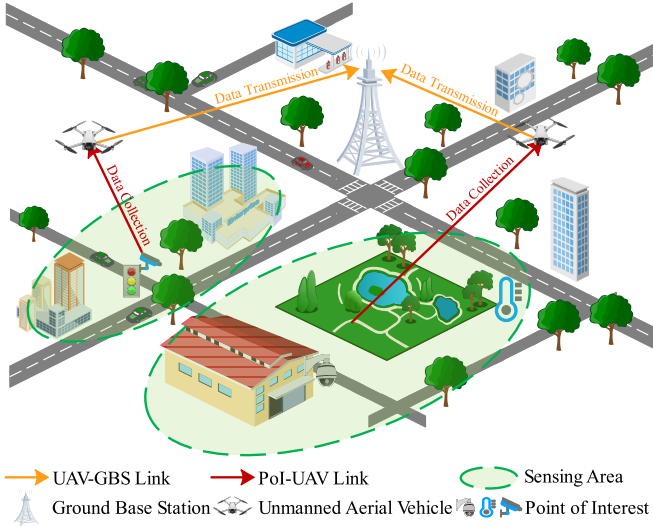 Data Transmission
Data Transmission
Data Collection
Data Collection
Enterprise
UAV-GBS Link
PoI-UAV Link
Sensing Area
Ground Base Station
Unmanned Aerial Vehicle
Point of Interest